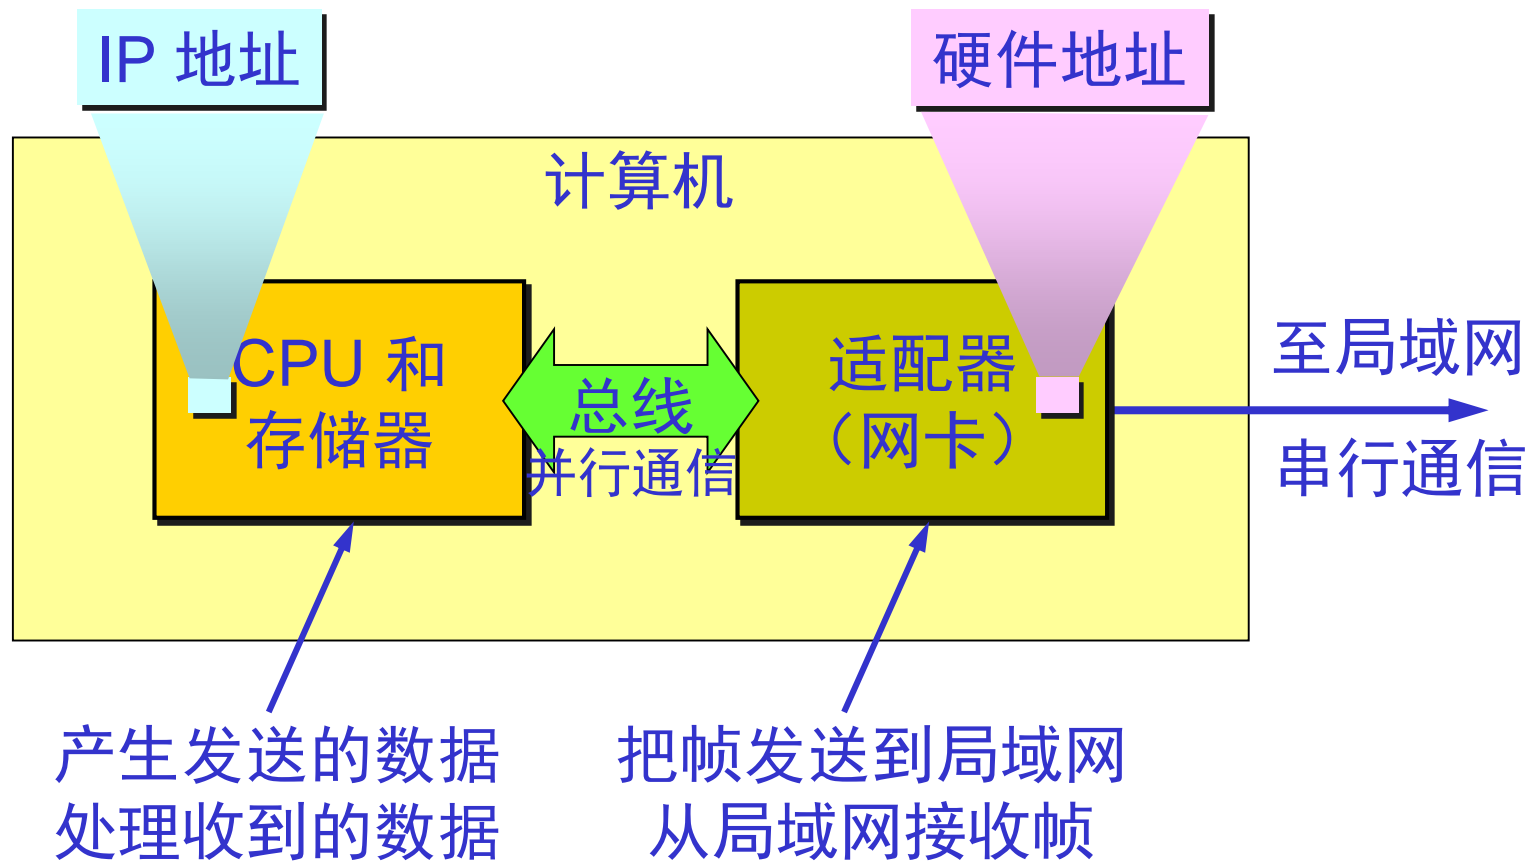 IP 地址
硬件地址
计算机
CPU 和
存储器
总线
并行通信
适配器
（网卡）
至局域网
串行通信
产生发送的数据
处理收到的数据
把帧发送到局域网
从局域网接收帧